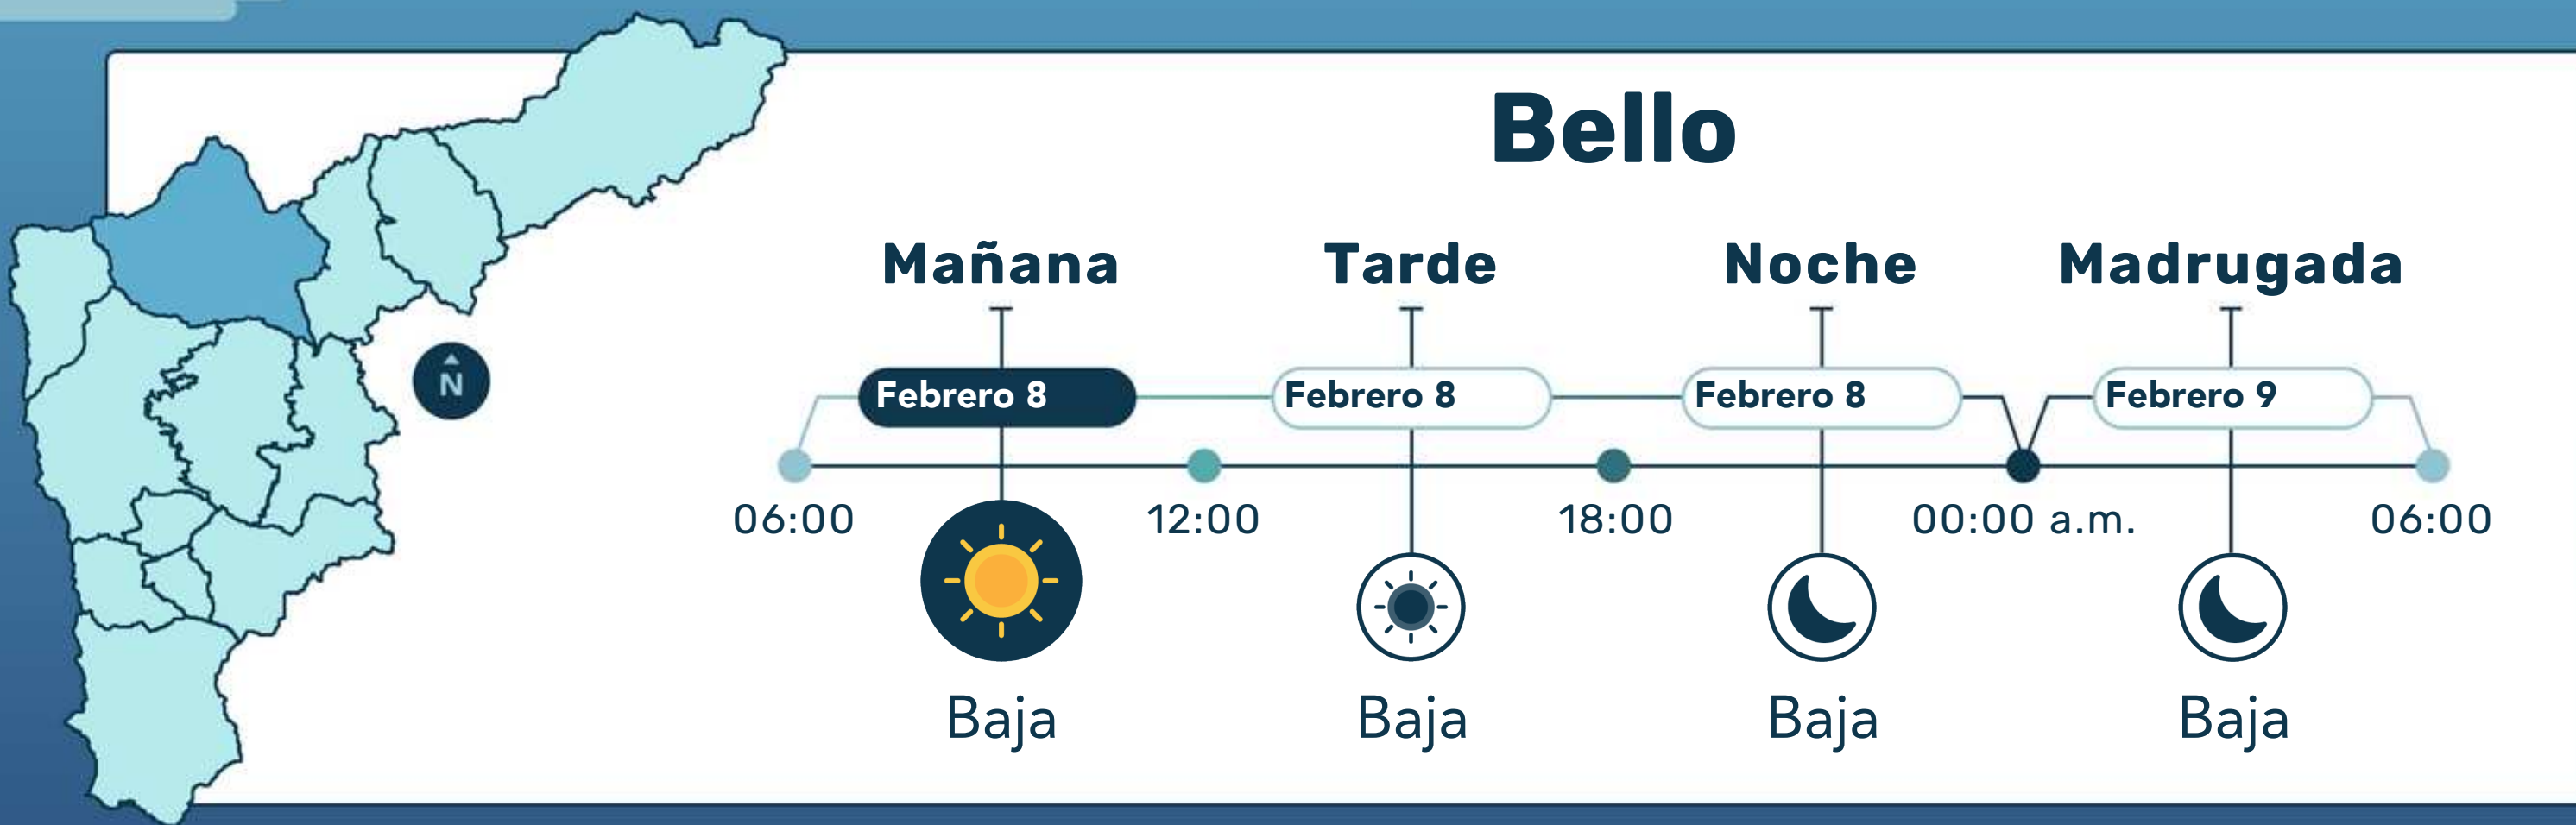 Bello
Mañana
Tarde
Noche
Madrugada
Febrero 8
Febrero 8
Febrero 8
Febrero 9
N
06:00
12:00
18:00
00:00 a.m.
06:00
Baja
Baja
Baja
Baja